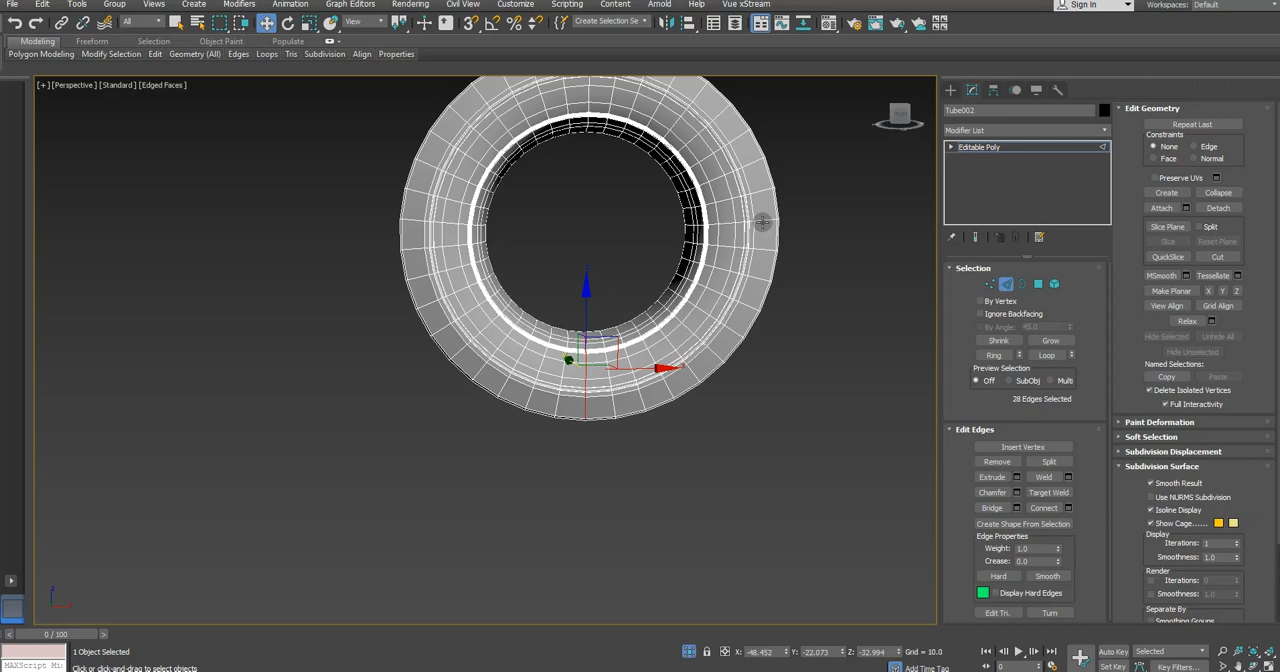 File Edit Tools Group Views Create Modifiers Animation Graph Editors Rendering Civil View Customize Scripting Content Arnold Help Vue xStream Sign In Workspaces: Default
All View Create Selection Se
Modeling Freeform Selection Object Paint Populate
Polygon Modeling Modify Selection Edit Geometry (All) Edges Loops Tris Subdivision Align Properties
[+] [Perspective] [Standard] [Edged Faces]
Tube002
Modifier List
Editable Poly
Selection
By Vertex
Ignore Backfacing
By Angle: 45.0
Shrink Grow
Ring Loop
Preview Selection
Off SubObj Multi
28 Edges Selected
Edit Edges
Insert Vertex
Remove Split
Extrude Weld
Chamfer Target Weld
Bridge Connect
Create Shape From Selection
Edge Properties
Weight: 1.0
Crease: 0.0
Hard Smooth
Display Hard Edges
Edit Tri. Turn
Edit Geometry
Repeat Last
Constraints
None Edge
Face Normal
Preserve UVs
Create Collapse
Attach Detach
Slice Plane Split
Slice Reset Plane
QuickSlice Cut
MSmooth Tessellate
Make Planar X Y Z
View Align Grid Align
Relax
Hide Selected Unhide All
Hide Unselected
Named Selections:
Copy Paste
Delete Isolated Vertices
Full Interactivity
Paint Deformation
Soft Selection
Subdivision Displacement
Subdivision Surface
Smooth Result
Use NURMS Subdivision
Isoline Display
Show Cage......
Display
Iterations: 1
Smoothness: 1.0
Render
Iterations: 0
Smoothness: 1.0
Separate By
Smoothing Groups
0 / 100
1 Object Selected
X: -48.452 Y: -22.073 Z: -32.994 Grid = 10.0
Auto Key Selected
MAXScript Mi
Click or click-and-drag to select objects
Add Time Tag
0
Set Key Key Filters...